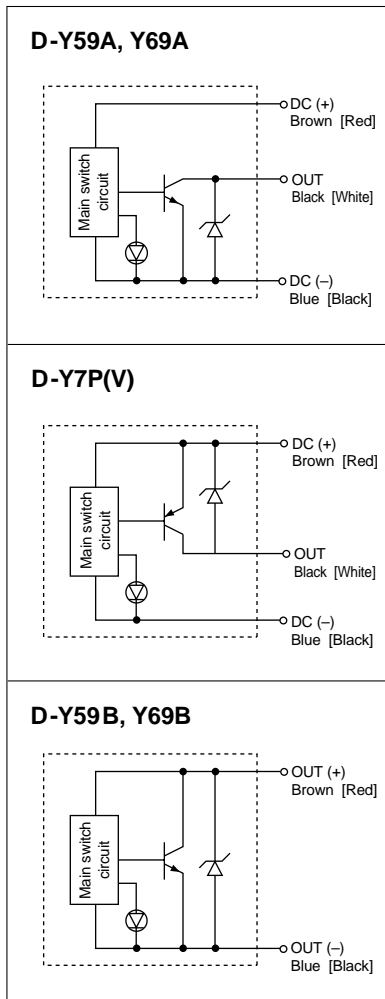 D-Y59A, Y69A
DC (+)
Brown [Red]
Main switch
circuit
OUT
Black [White]
DC (–)
Blue [Black]
D-Y7P(V)
DC (+)
Brown [Red]
Main switch
circuit
OUT
Black [White]
DC (–)
Blue [Black]
D-Y59B, Y69B
OUT (+)
Brown [Red]
Main switch
circuit
OUT (–)
Blue [Black]